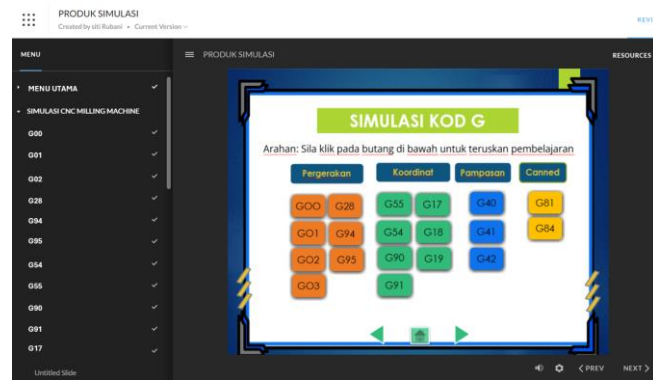 PRODUK SIMULASI
Created by siti Rubani • Current Version
REVI
MENU
PRODUK SIMULASI
RESOURCES
MENU UTAMA
SIMULASI CNC MILLING MACHINE
G00
G01
G02
G28
G94
G95
G54
G55
G90
G91
G17
Untitled Slide
SIMULASI KOD G
Arahan: Sila klik pada butang di bawah untuk teruskan pembelajaran
Pergerakan Koordinat Pampasan Canned
GOO G28 G55 G17 G40 G81
GO1 G94 G54 G18 G41 G84
GO2 G95 G90 G19 G42
GO3 G91
< PREV NEXT >